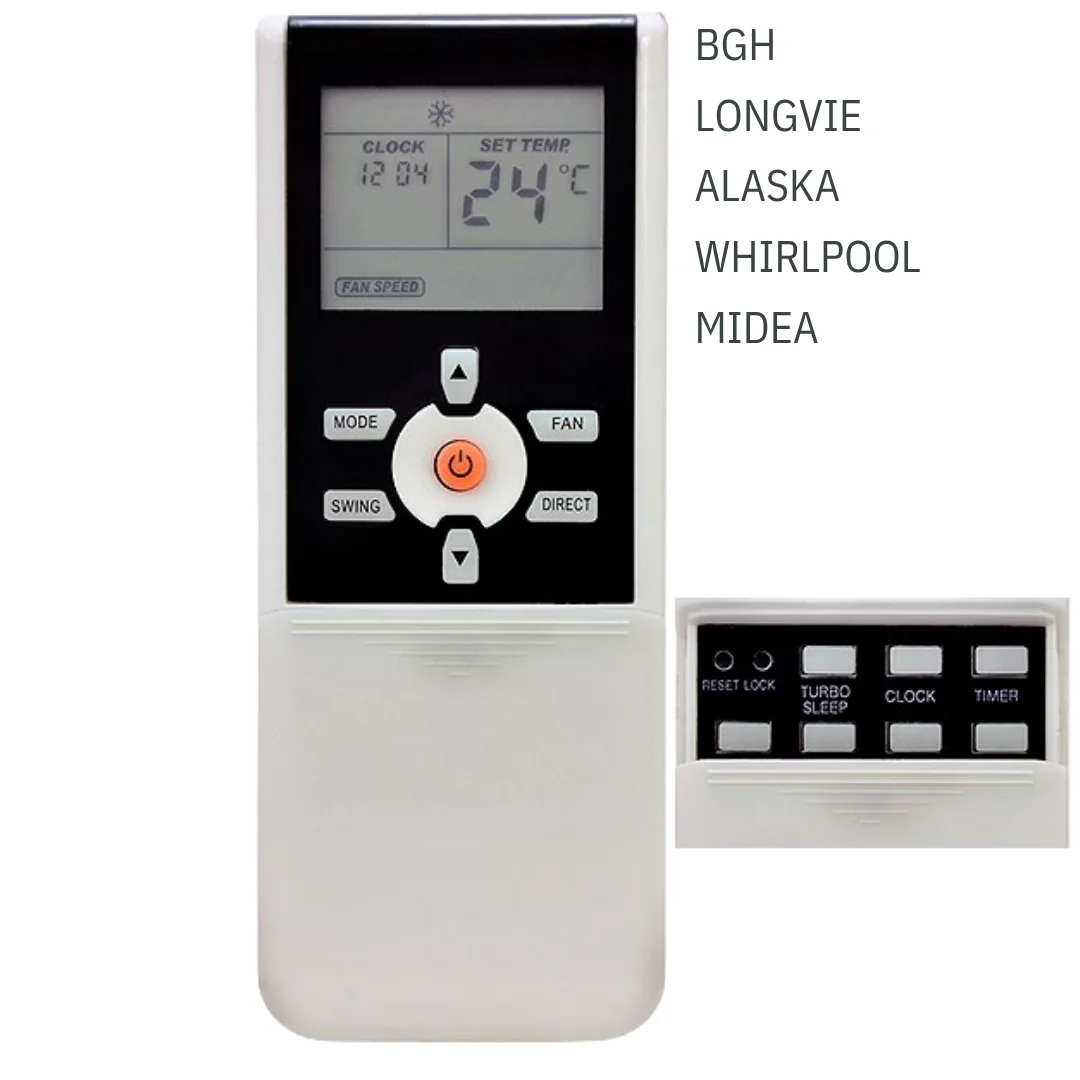 BGH
LONGVIE
ALASKA
WHIRLPOOL
MIDEA
CLOCK
12 04
SET TEMP.
24 °C
FAN SPEED
▲
MODE
FAN
SWING
DIRECT
▼
RESET LOCK
TURBO
SLEEP
CLOCK
TIMER